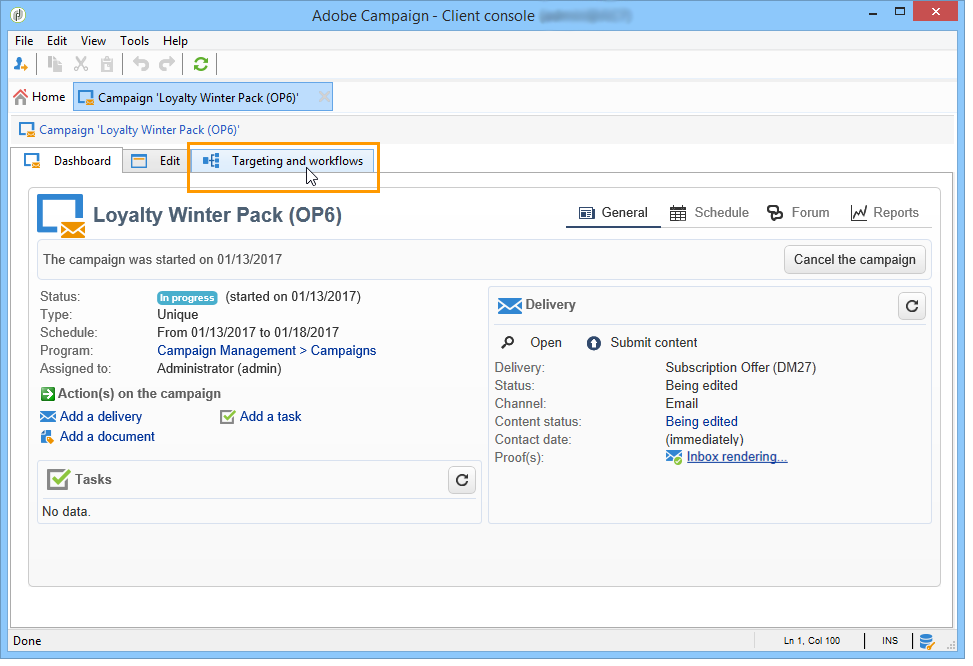 Adobe Campaign - Client console
File Edit View Tools Help
Home Campaign 'Loyalty Winter Pack (OP6)'
Campaign 'Loyalty Winter Pack (OP6)'
Dashboard Edit Targeting and workflows
Loyalty Winter Pack (OP6)
General Schedule Forum Reports
The campaign was started on 01/13/2017
Cancel the campaign
Status: In progress (started on 01/13/2017)
Type: Unique
Schedule: From 01/13/2017 to 01/18/2017
Program: Campaign Management > Campaigns
Assigned to: Administrator (admin)
Action(s) on the campaign
Add a delivery Add a task
Add a document
Tasks
No data.
Delivery
Open Submit content
Delivery: Subscription Offer (DM27)
Status: Being edited
Channel: Email
Content status: Being edited
Contact date: (immediately)
Proof(s): Inbox rendering...
Done Ln 1, Col 100 INS